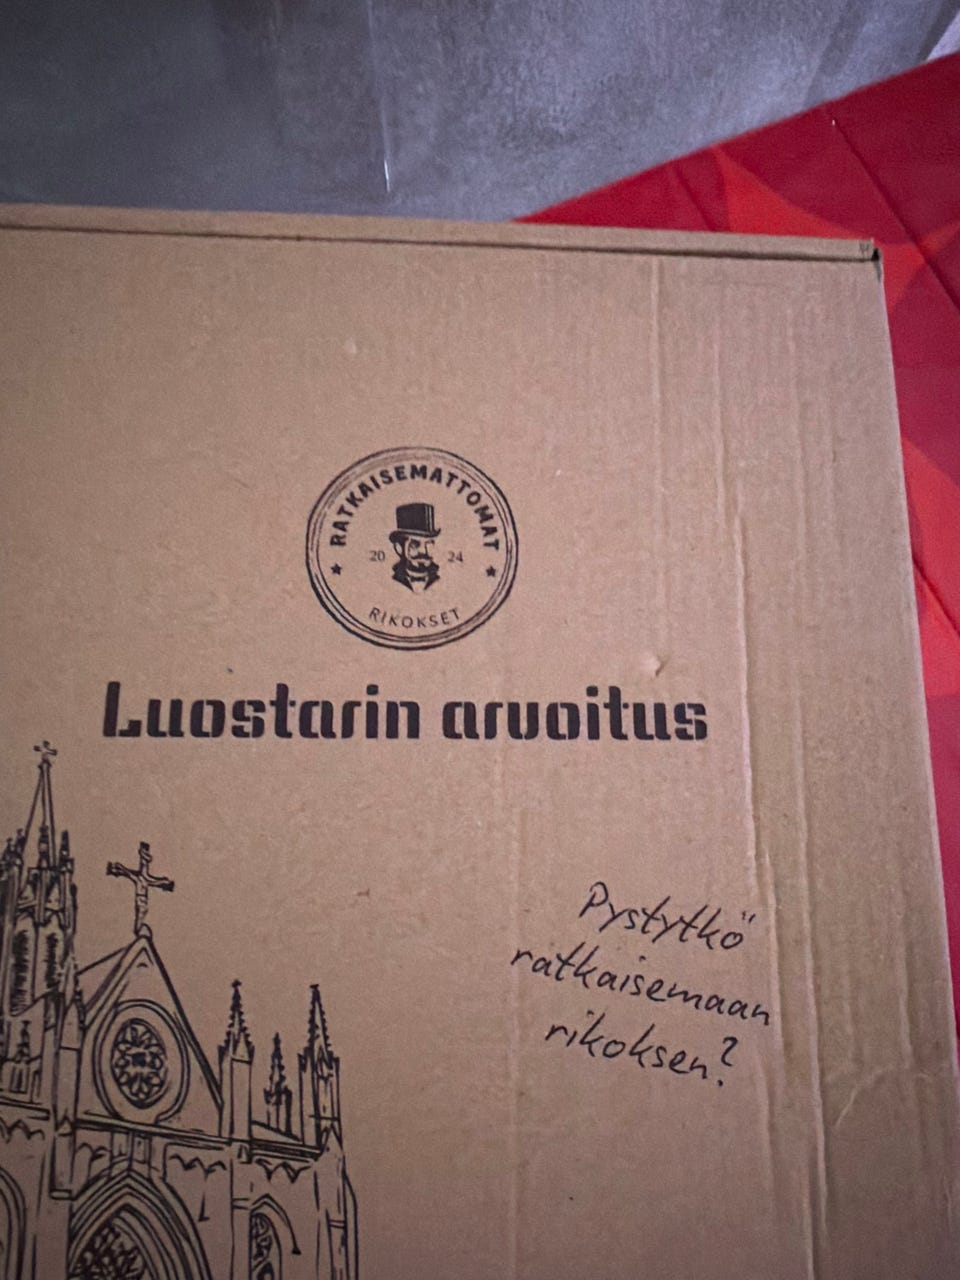 RATKAISEMATTOMAT
20 24
RIKOKSET
Luostarin arvoitus
Pystytkö
ratkaisemaan
rikoksen?